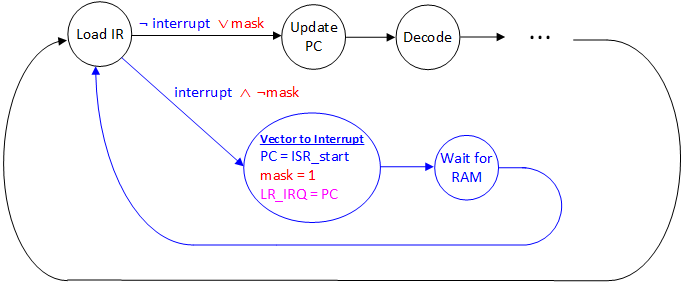 Load IR
¬ interrupt ∨ mask
Update
PC
Decode
...
interrupt ∧ ¬mask
Vector to Interrupt
PC = ISR_start
mask = 1
LR_IRQ = PC
Wait for
RAM